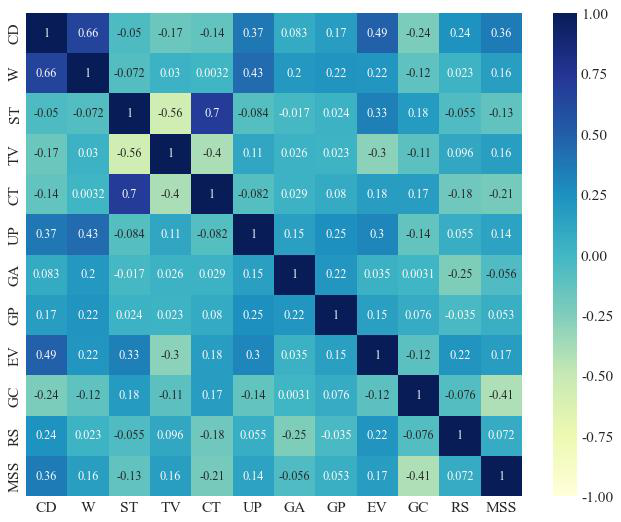 CD 1 0.66 -0.05 -0.17 -0.14 0.37 0.083 0.17 0.49 -0.24 0.24 0.36
W 0.66 1 -0.072 0.03 0.0032 0.43 0.2 0.22 0.22 -0.12 0.023 0.16
ST -0.05 -0.072 1 -0.56 0.7 -0.084 -0.017 0.024 0.33 0.18 -0.055 -0.13
TV -0.17 0.03 -0.56 1 -0.4 0.11 0.026 0.023 -0.3 -0.11 0.096 0.16
CT -0.14 0.0032 0.7 -0.4 1 -0.082 0.029 0.08 0.18 0.17 -0.18 -0.21
UP 0.37 0.43 -0.084 0.11 -0.082 1 0.15 0.25 0.3 -0.14 0.055 0.14
GA 0.083 0.2 -0.017 0.026 0.029 0.15 1 0.22 0.035 0.0031 -0.25 -0.056
GP 0.17 0.22 0.024 0.023 0.08 0.25 0.22 1 0.15 0.076 -0.035 0.053
EV 0.49 0.22 0.33 -0.3 0.18 0.3 0.035 0.15 1 -0.12 0.22 0.17
GC -0.24 -0.12 0.18 -0.11 0.17 -0.14 0.0031 0.076 -0.12 1 -0.076 -0.41
RS 0.24 0.023 -0.055 0.096 -0.18 0.055 -0.25 -0.035 0.22 -0.076 1 0.072
MSS 0.36 0.16 -0.13 0.16 -0.21 0.14 -0.056 0.053 0.17 -0.41 0.072 1
CD W ST TV CT UP GA GP EV GC RS MSS
1.00
0.75
0.50
0.25
0.00
-0.25
-0.50
-0.75
-1.00